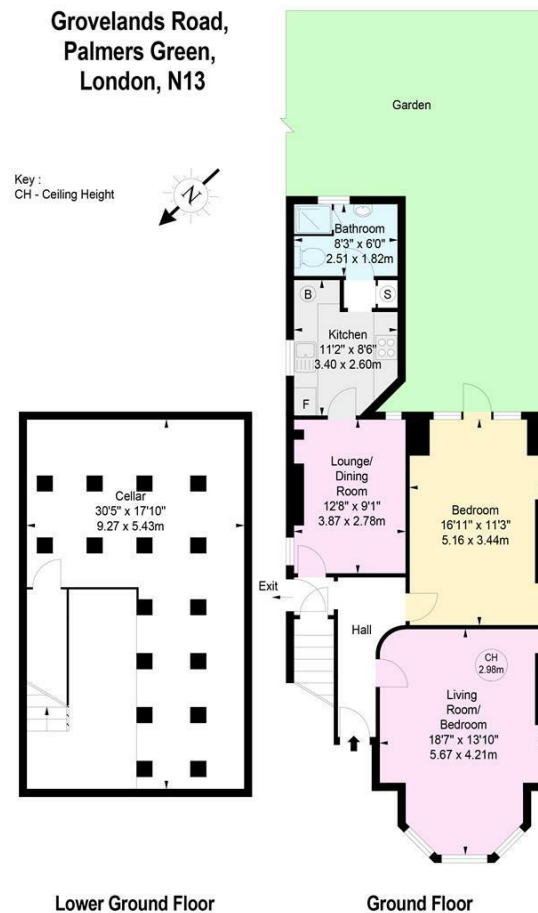 Grovelands Road,
Palmers Green,
London, N13
Key :
CH - Ceiling Height
N
Garden
Bathroom
8'3" x 6'0"
2.51 x 1.82m
B
S
Kitchen
11'2" x 8'6"
3.40 x 2.60m
F
Cellar
30'5" x 17'10"
9.27 x 5.43m
Lounge/
Dining
Room
12'8" x 9'1"
3.87 x 2.78m
Bedroom
16'11" x 11'3"
5.16 x 3.44m
Exit
Hall
CH
2.98m
Living
Room/
Bedroom
18'7" x 13'10"
5.67 x 4.21m
Lower Ground Floor
Ground Floor